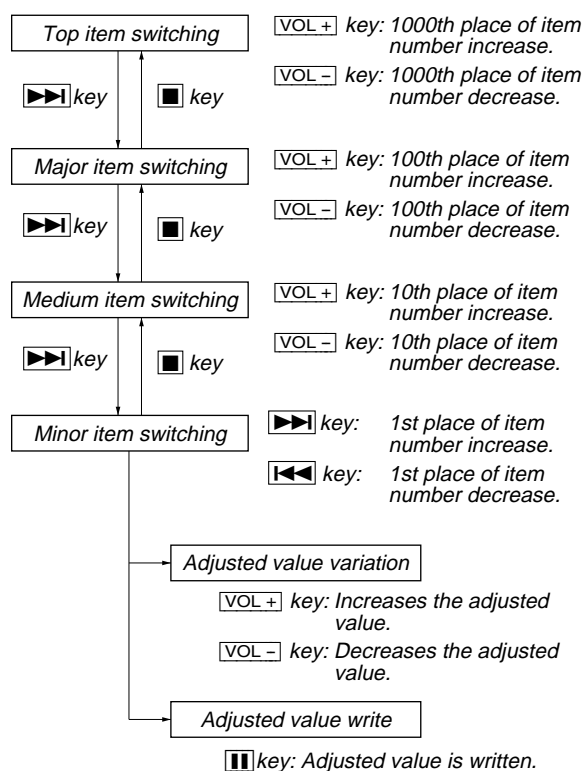 Top item switching
VOL + key: 1000th place of item
number increase.
VOL – key: 1000th place of item
number decrease.
key
key
Major item switching
VOL + key: 100th place of item
number increase.
VOL – key: 100th place of item
number decrease.
key
key
Medium item switching
VOL + key: 10th place of item
number increase.
VOL – key: 10th place of item
number decrease.
key
key
Minor item switching
key: 1st place of item
number increase.
key: 1st place of item
number decrease.
Adjusted value variation
VOL + key: Increases the adjusted
value.
VOL – key: Decreases the adjusted
value.
Adjusted value write
key: Adjusted value is written.